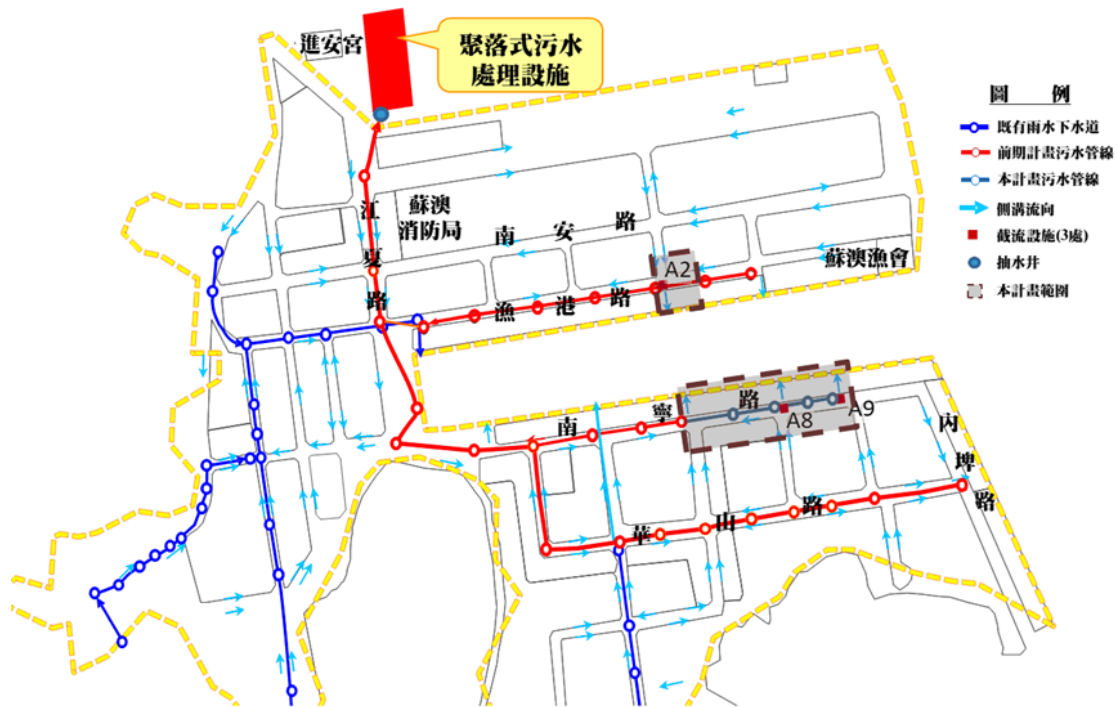 進安宮
聚落式污水
處理設施
圖 例
既有雨水下水道
前期計畫污水管線
本計畫污水管線
側溝流向
截流設施(3處)
抽水井
本計畫範圍
江夏路
蘇澳
消防局
南安路
蘇澳漁會
A2
漁港路
南寧路
A8
A9
內埤路
華山路